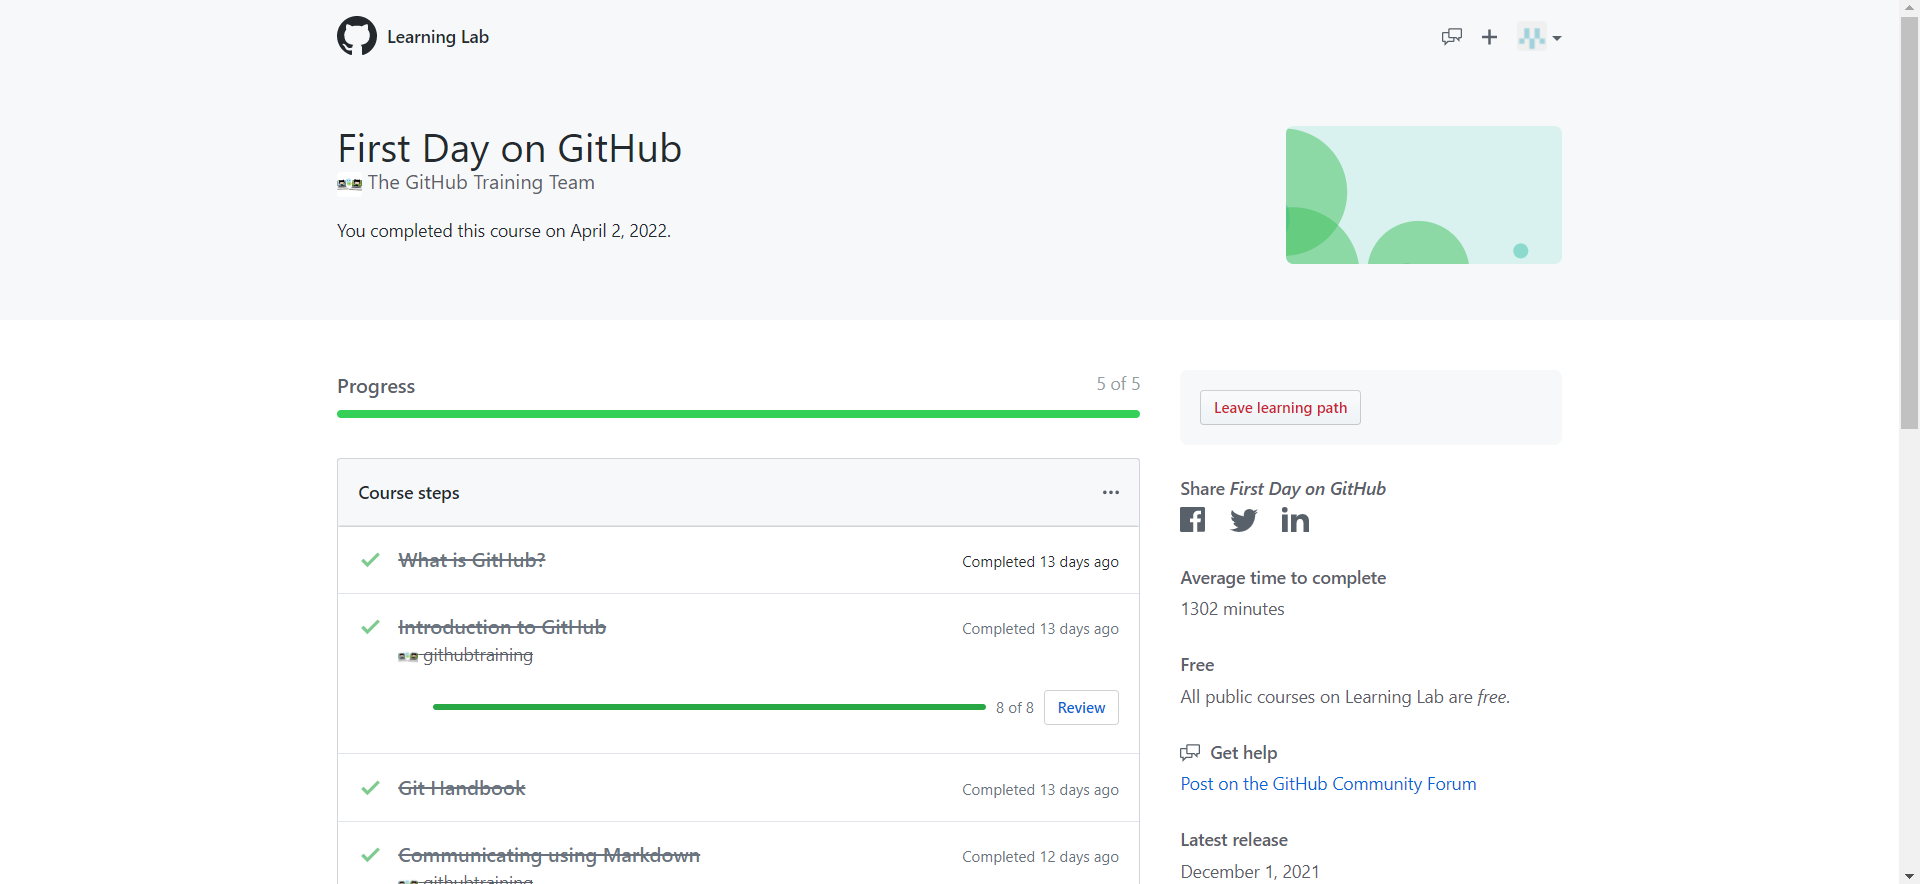 Learning Lab
First Day on GitHub
The GitHub Training Team
You completed this course on April 2, 2022.
Progress
5 of 5
Course steps
What is GitHub?
Completed 13 days ago
Introduction to GitHub
Completed 13 days ago
githubtraining
8 of 8
Review
Git Handbook
Completed 13 days ago
Communicating using Markdown
Completed 12 days ago
githubtraining
Leave learning path
Share First Day on GitHub
Average time to complete
1302 minutes
Free
All public courses on Learning Lab are free.
Get help
Post on the GitHub Community Forum
Latest release
December 1, 2021